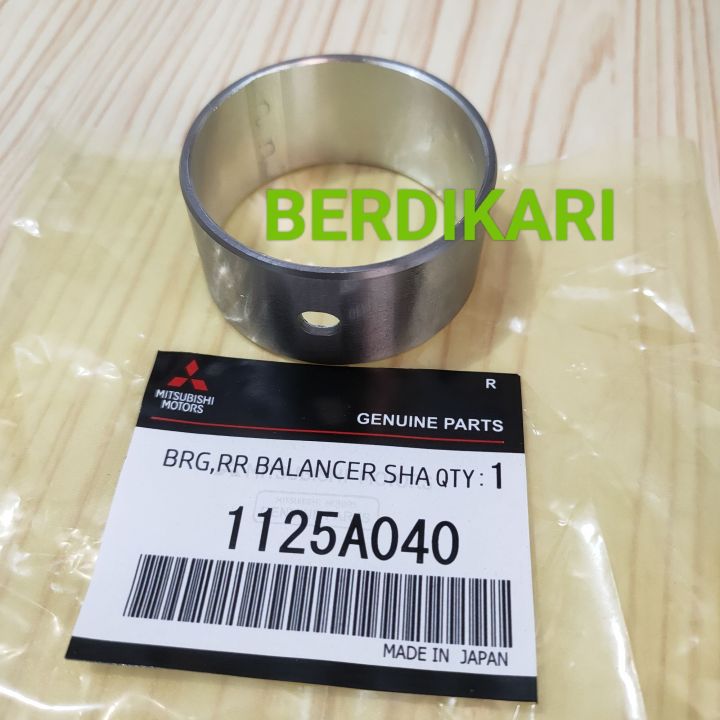 BERDIKARI
MITSUBISHI
MOTORS
R
GENUINE PARTS
BRG,RR BALANCER SHA QTY: 1
1125A040
MADE IN JAPAN